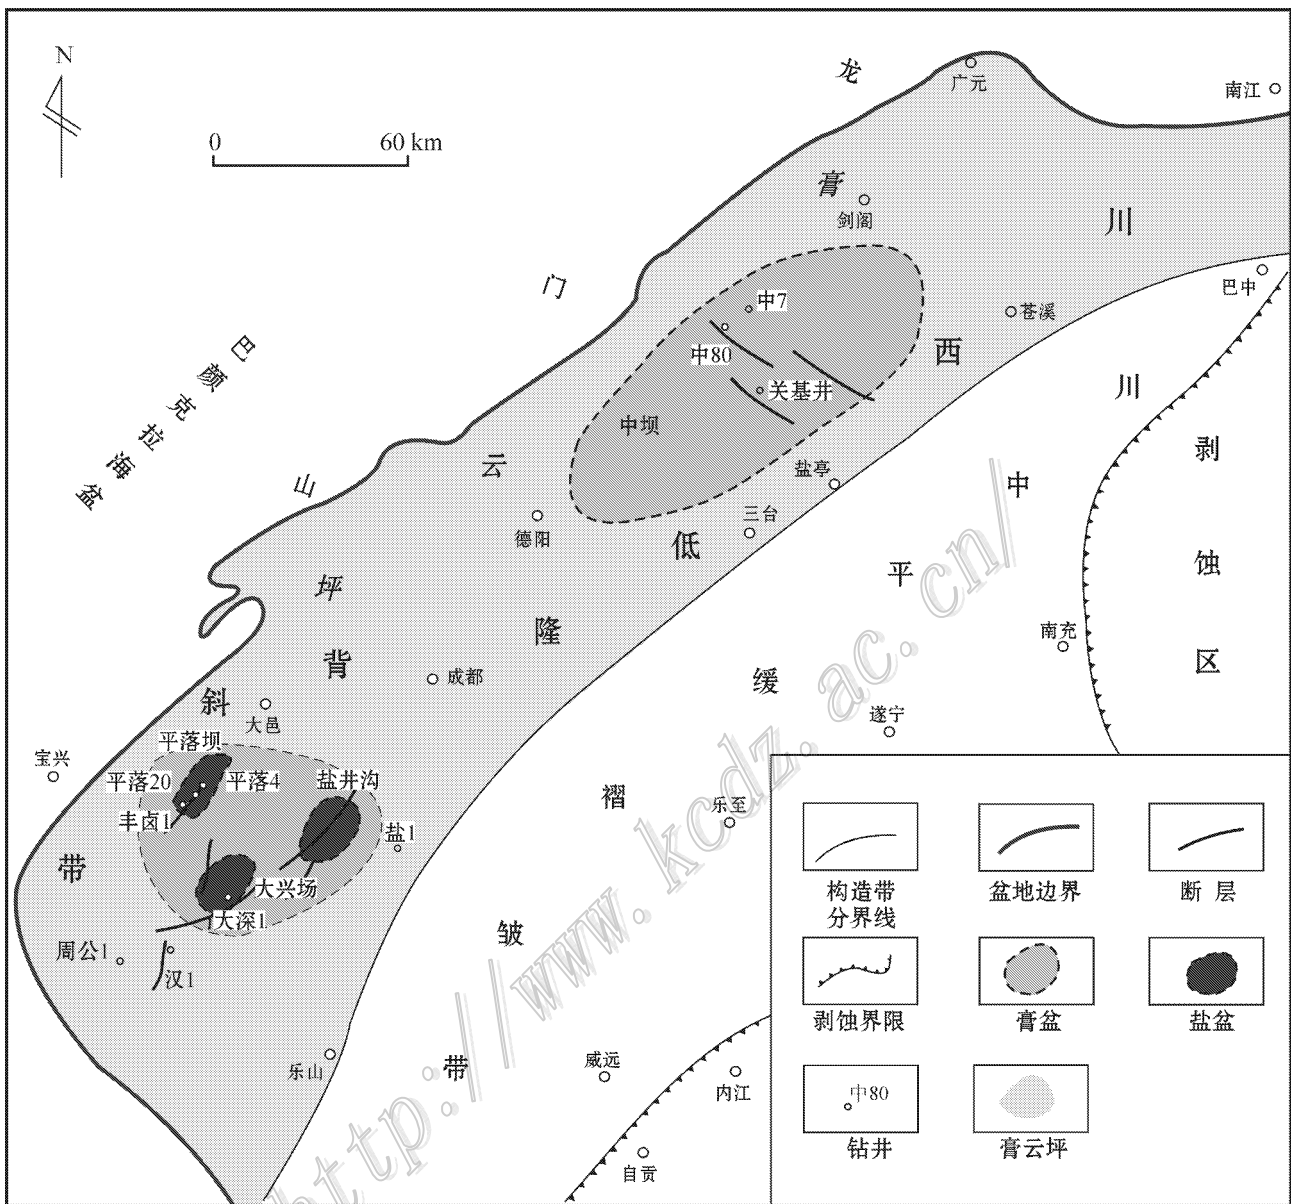 N
0 60 km
龙门山
广元
南江
膏云坪
剑阁
川西低隆背斜带
巴中
苍溪
巴颜克拉海盆
中7
中80
关基井
中坝
盐亭
三台
德阳
川中平缓褶皱带
剥蚀区
南充
遂宁
成都
大邑
宝兴
平落坝
平落20
平落4
丰卤1
盐井沟
盐1
大兴场
大深1
周公1
汉1
乐至
乐山
威远
内江
自贡
构造带
分界线
盆地边界
断层
剥蚀界限
膏盆
盐盆
中80
钻井
膏云坪
http://www.kcdz.ac.cn/